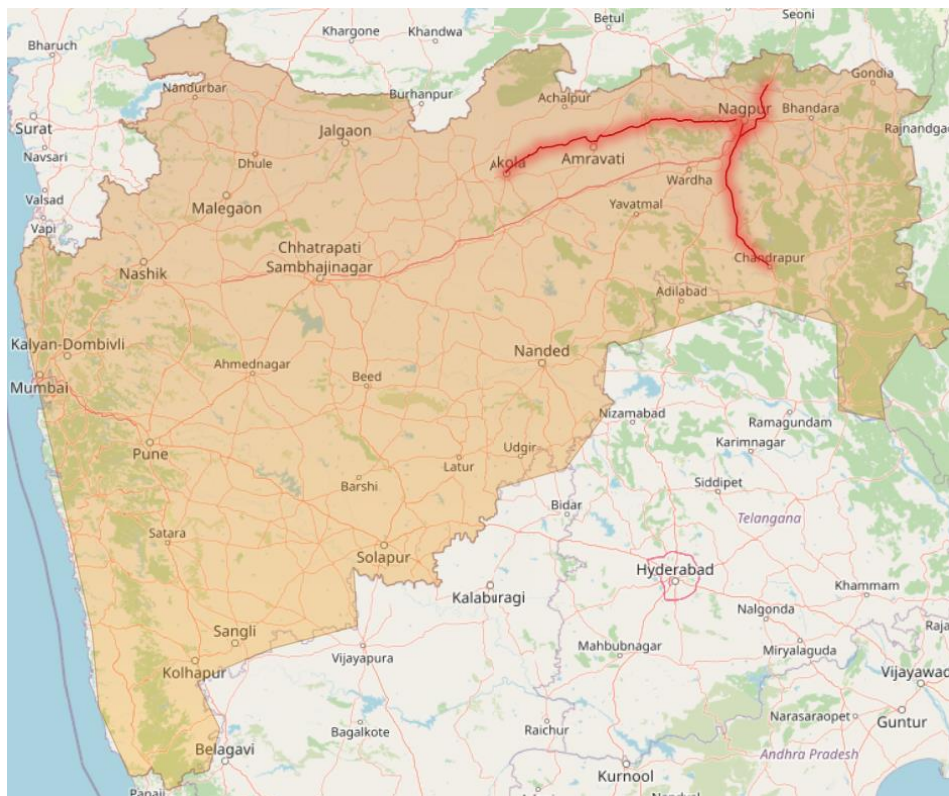 Seoni
Betul
Khargone
Khandwa
Bharuch
Burhanpur
Nandurbar
Achalpur
Gondia
Nagpur
Bhandara
Surat
Navsari
Jalgaon
Rajnandga
Dhule
Akola
Amravati
Wardha
Valsad
Vapi
Malegaon
Yavatmal
Chhatrapati
Sambhajinagar
Nashik
Chandrapur
Adilabad
Kalyan-Dombivli
Mumbai
Ahmednagar
Beed
Nanded
Nizamabad
Ramagundam
Karimnagar
Pune
Udgir
Latur
Barshi
Siddipet
Bidar
Telangana
Satara
Solapur
Hyderabad
Kalaburagi
Khammam
Nalgonda
Sangli
Mahbubnagar
Miryalaguda
Raja
Kolhapur
Vijayapura
Vijayawad
Bagalkote
Raichur
Narasaraopet
Guntur
Belagavi
Andhra Pradesh
Kurnool
Panaji
Nandyal